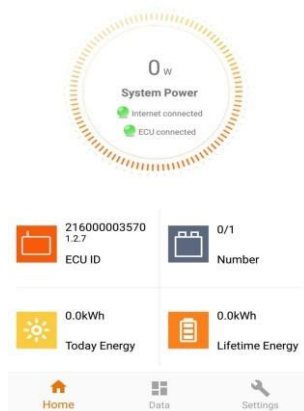 0 w
System Power
Internet connected
ECU connected
216000003570
1.2.7
ECU ID
0/1
Number
0.0kWh
Today Energy
0.0kWh
Lifetime Energy
Home
Data
Settings